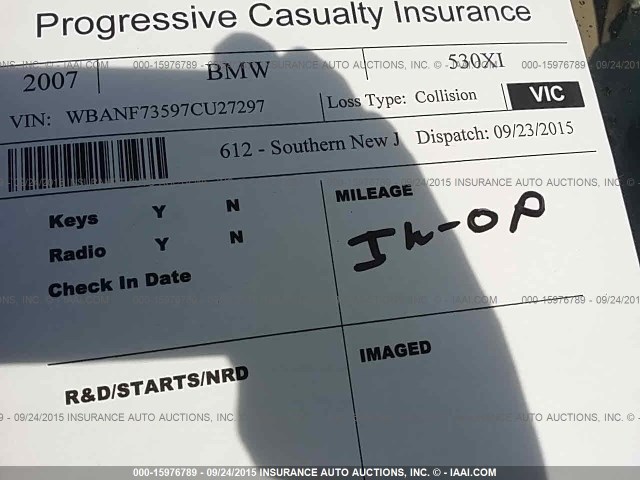 Progressive Casualty Insurance
2007 BMW 530XI
VIN: WBANF73597CU27297 Loss Type: Collision VIC
612 - Southern New J Dispatch: 09/23/2015
Keys Y N MILEAGE
Radio Y N In-OP
Check In Date
R&D/STARTS/NRD IMAGED
000-15976789 - 09/24/2015 INSURANCE AUTO AUCTIONS, INC. © - IAAI.COM